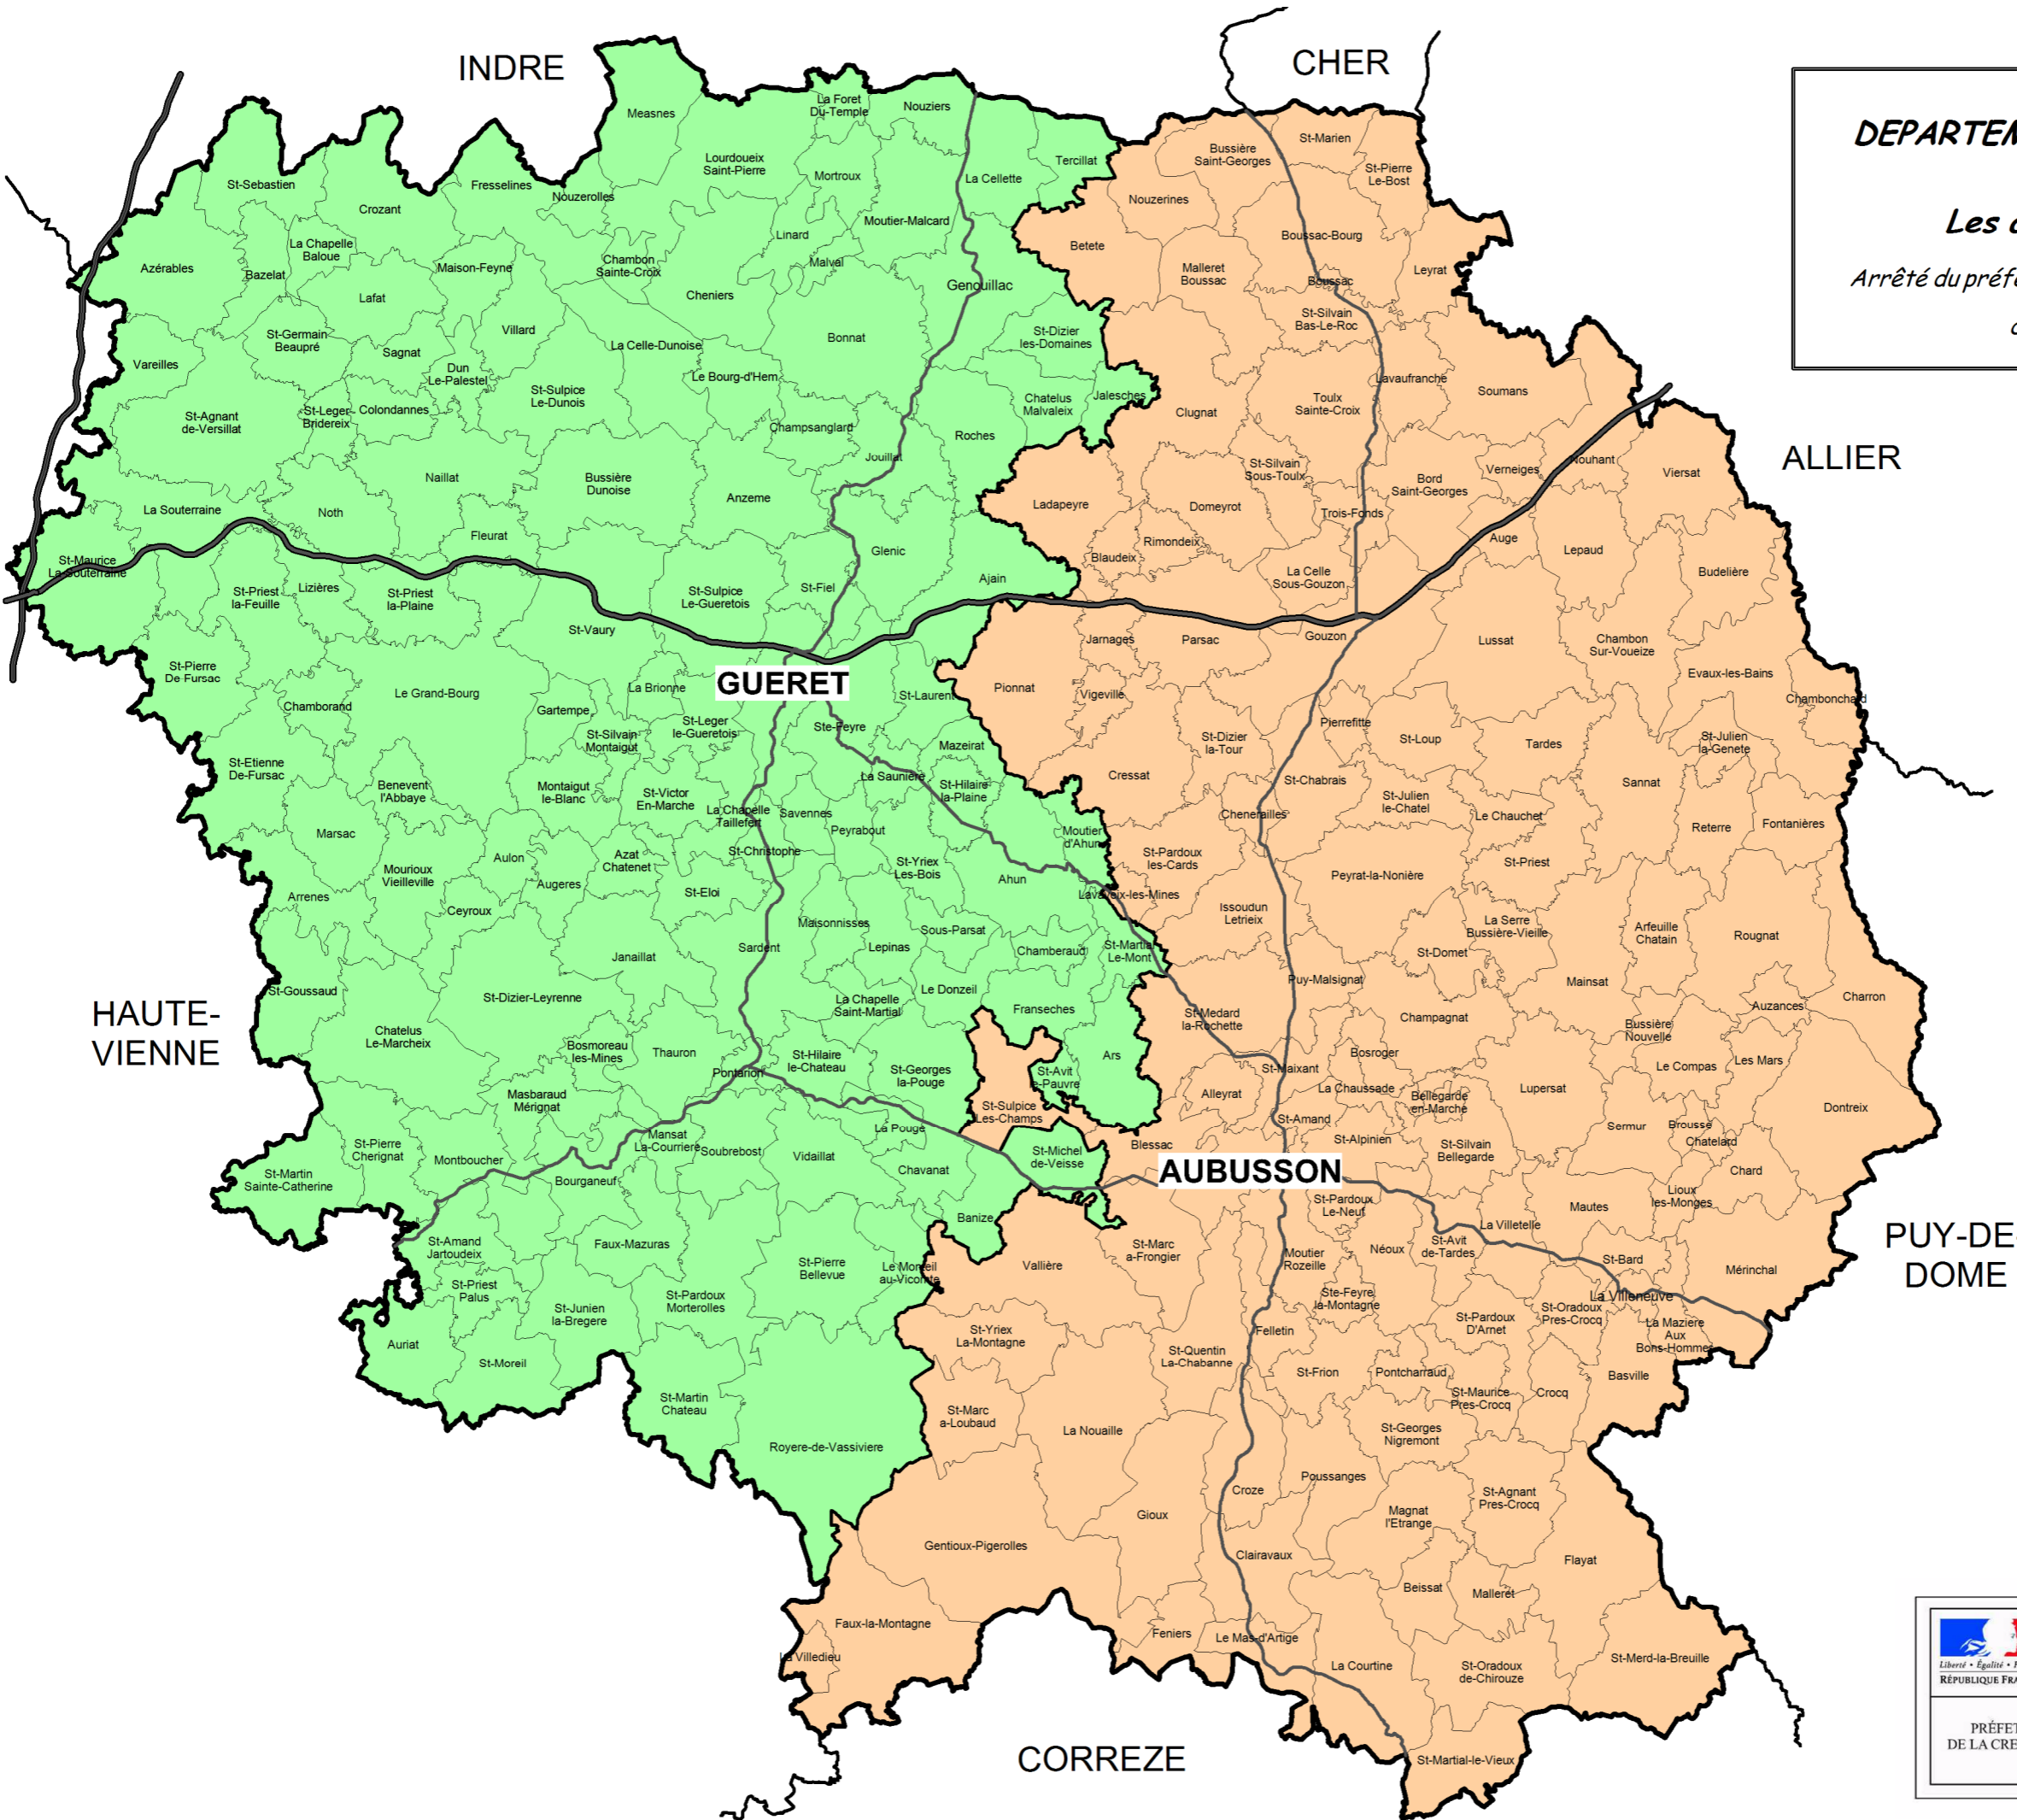 INDRE
CHER
DEPARTEM
Les a
Arrêté du préfe
ALLIER
HAUTE-
VIENNE
PUY-DE-
DOME
CORREZE
GUERET
AUBUSSON
Measnes
La Foret
Du-Temple
Nouziers
Lourdoueix
Saint-Pierre
Mortroux
La Cellette
Tercillat
St-Sebastien
Crozant
Fresselines
Nouzerolles
La Chapelle
Baloue
Azérables
Bazelat
Lafat
Maison-Feyne
Chambon
Sainte-Croix
Linard
Moutier-Malcard
Malval
Cheniers
Genouillac
Bonnat
St-Dizier
les-Domaines
St-Germain
Beaupré
Sagnat
Villard
La Celle-Dunoise
Vareilles
Dun
Le-Palestel
Le Bourg-d'Hem
St-Sulpice
Le-Dunois
Chatelus
Malvaleix
Jalesches
St-Agnant
de-Versillat
St-Leger
Bridereix
Colondannes
Champsanglard
Roches
Jouillat
Naillat
Bussière
Dunoise
Anzeme
La Souterraine
Noth
Fleurat
Glenic
St-Maurice
La-Souterraine
Ajain
St-Priest
la-Feuille
Lizières
St-Priest
la-Plaine
St-Sulpice
Le-Gueretois
St-Fiel
St-Vaury
St-Pierre
De-Fursac
Le Grand-Bourg
La Brionne
St-Laurent
Chamborand
Gartempe
St-Silvain
Montaigut
St-Leger
le-Gueretois
Ste-Feyre
Mazeirat
St-Etienne
De-Fursac
Benevent
l'Abbaye
Montaigut
le-Blanc
St-Victor
En-Marche
La Sauniere
St-Hilaire
la-Plaine
La Chapelle
Taillefert
Savennes
Peyrabout
Marsac
Moutier
d'Ahun
St-Christophe
Mourioux
Vieilleville
Aulon
Azat
Chatenet
St-Yriex
Les-Bois
Ahun
Augeres
St-Eloi
Arrenes
Ceyroux
Lavaveix-les-Mines
Maisonnisses
Sous-Parsat
Lepinas
Chamberaud
St-Martial
Le-Mont
Janaillat
Sardent
St-Goussaud
St-Dizier-Leyrenne
La Chapelle
Saint-Martial
Le Donzeil
Franseches
Chatelus
Le-Marcheix
Bosmoreau
les-Mines
Thauron
Pontarion
St-Hilaire
le-Chateau
St-Georges
la-Pouge
St-Avit
le-Pauvre
Ars
Masbaraud
Mérignat
St-Sulpice
Les-Champs
La Pouge
Mansat
La-Courriere
Soubrebost
Vidaillat
Chavanat
St-Michel
de-Veisse
St-Pierre
Cherignat
Montboucher
St-Martin
Sainte-Catherine
Bourganeuf
Banize
St-Amand
Jartoudeix
Faux-Mazuras
St-Pierre
Bellevue
Le Monteil
au-Vicomte
St-Priest
Palus
St-Junien
la-Bregere
St-Pardoux
Morterolles
Auriat
St-Moreil
St-Martin
Chateau
Royere-de-Vassiviere
Bussière
Saint-Georges
St-Marien
St-Pierre
Le-Bost
Nouzerines
Betete
Boussac-Bourg
Malleret
Boussac
Boussac
Leyrat
St-Silvain
Bas-Le-Roc
Lavaufranche
Soumans
Toulx
Sainte-Croix
Clugnat
St-Silvain
Sous-Toulx
Bord
Saint-Georges
Verneiges
Nouhant
Viersat
Ladapeyre
Domeyrot
Trois-Fonds
Rimondeix
Blaudeix
Auge
Lepaud
Budelière
La Celle
Sous-Gouzon
Jarnages
Parsac
Gouzon
Lussat
Chambon
Sur-Voueize
Evaux-les-Bains
Chambonchard
Pionnat
Vigeville
Pierrefitte
St-Dizier
la-Tour
St-Loup
Tardes
St-Julien
la-Genete
Cressat
St-Chabrais
Sannat
Chenerailles
St-Julien
le-Chatel
Le Chauchet
Reterre
Fontanières
St-Pardoux
les-Cards
St-Priest
Peyrat-la-Nonière
Issoudun
Letrieix
La Serre
Bussière-Vieille
Arfeuille
Chatain
Rougnat
St-Domet
Puy-Malsignat
Mainsat
Charron
St-Medard
la-Rochette
Champagnat
Auzances
Bussière
Nouvelle
Bosroger
St-Maixant
Le Compas
Les Mars
Alleyrat
La Chaussade
Bellegarde
en-Marche
Lupersat
Dontreix
St-Amand
Sermur
Brousse
Chatelard
Blessac
St-Alpinien
St-Silvain
Bellegarde
Chard
St-Pardoux
Le-Neuf
Lioux
les-Monges
Mautes
La Villetelle
St-Marc
a-Frongier
Moutier
Rozeille
Néoux
St-Avit
de-Tardes
St-Bard
Vallière
Mérinchal
Ste-Feyre
la-Montagne
La Villeneuve
St-Oradoux
Pres-Crocq
St-Pardoux
D'Arnet
La Maziere
Aux
Bons-Hommes
St-Yriex
La-Montagne
Felletin
St-Quentin
La-Chabanne
St-Frion
Pontcharraud
Basville
St-Maurice
Pres-Crocq
Crocq
St-Marc
a-Loubaud
La Nouaille
St-Georges
Nigremont
Poussanges
Croze
St-Agnant
Pres-Crocq
Gioux
Magnat
l'Etrange
Gentioux-Pigerolles
Clairavaux
Flayat
Beissat
Malleret
Faux-la-Montagne
Feniers
Le Mas-d'Artige
La Villedieu
La Courtine
St-Oradoux
de-Chirouze
St-Merd-la-Breuille
St-Martial-le-Vieux
Liberté • Égalité • F
RÉPUBLIQUE FRA
PRÉFET
DE LA CRE